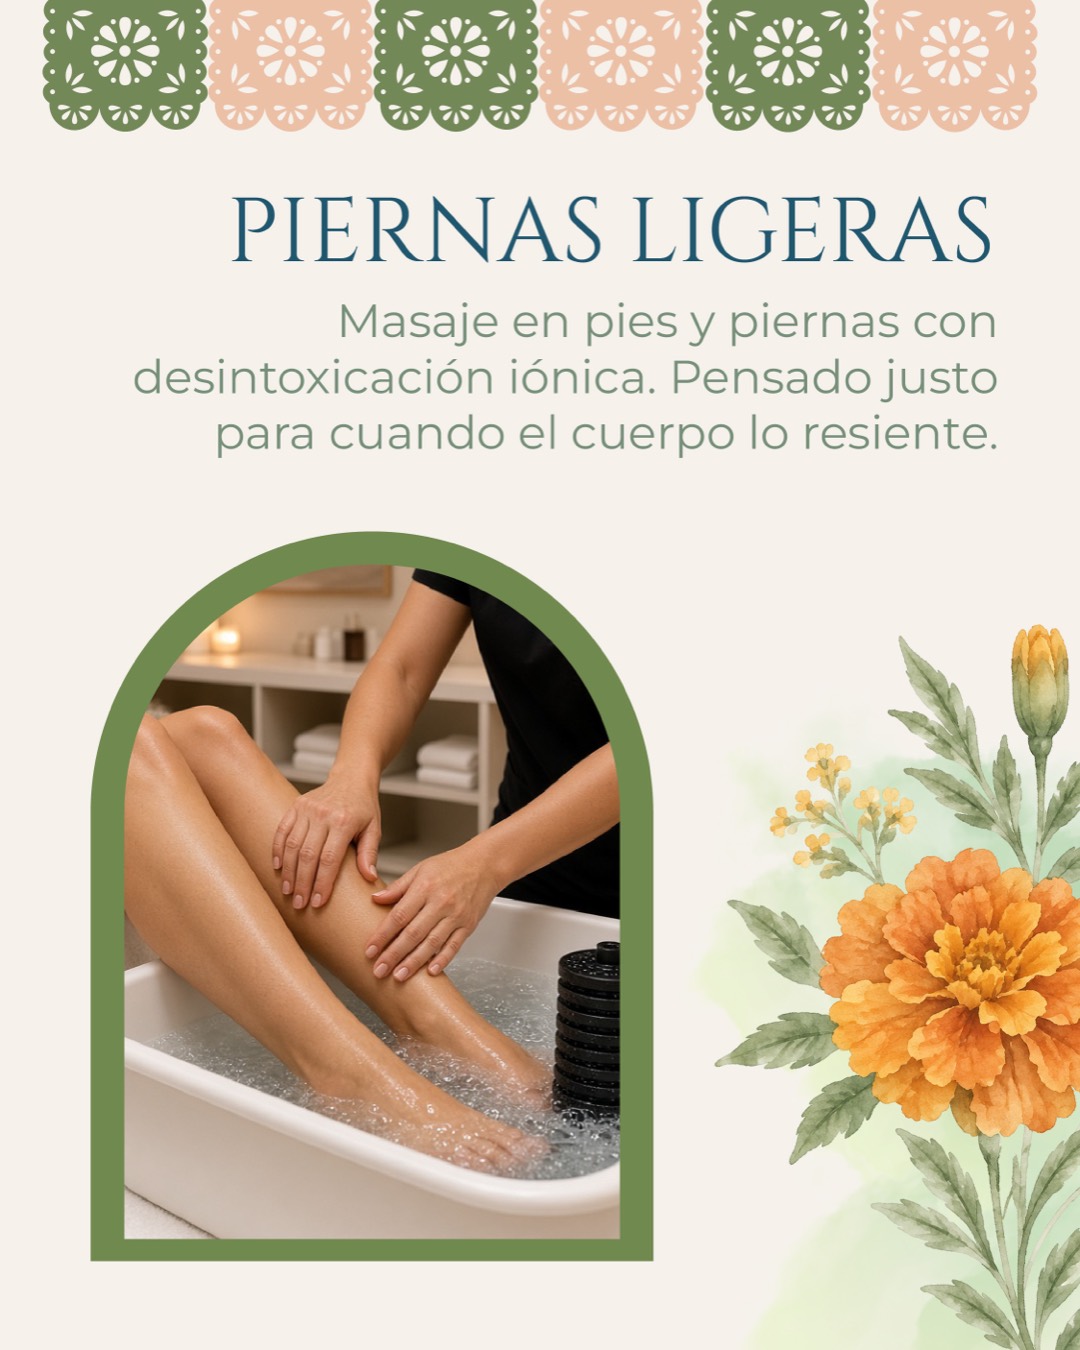 PIERNAS LIGERAS
Masaje en pies y piernas con
desintoxicación iónica. Pensado justo
para cuando el cuerpo lo resiente.